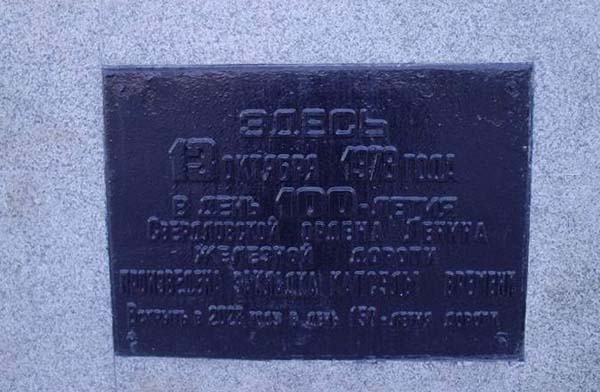 ЗДЕСЬ
13 ОКТЯБРЯ 1978 ГОДА
В ДЕНЬ 100-ЛЕТИЯ
СВЕРДЛОВСКОЙ ОРДЕНА ЛЕНИНА
ЖЕЛЕЗНОЙ ДОРОГИ
ПРОИЗВЕДЕНА ЗАКЛАДКА КАПСУЛЫ ВРЕМЕНИ
ВСКРЫТЬ В 2028 ГОДУ В ДЕНЬ 150-ЛЕТИЯ ДОРОГИ